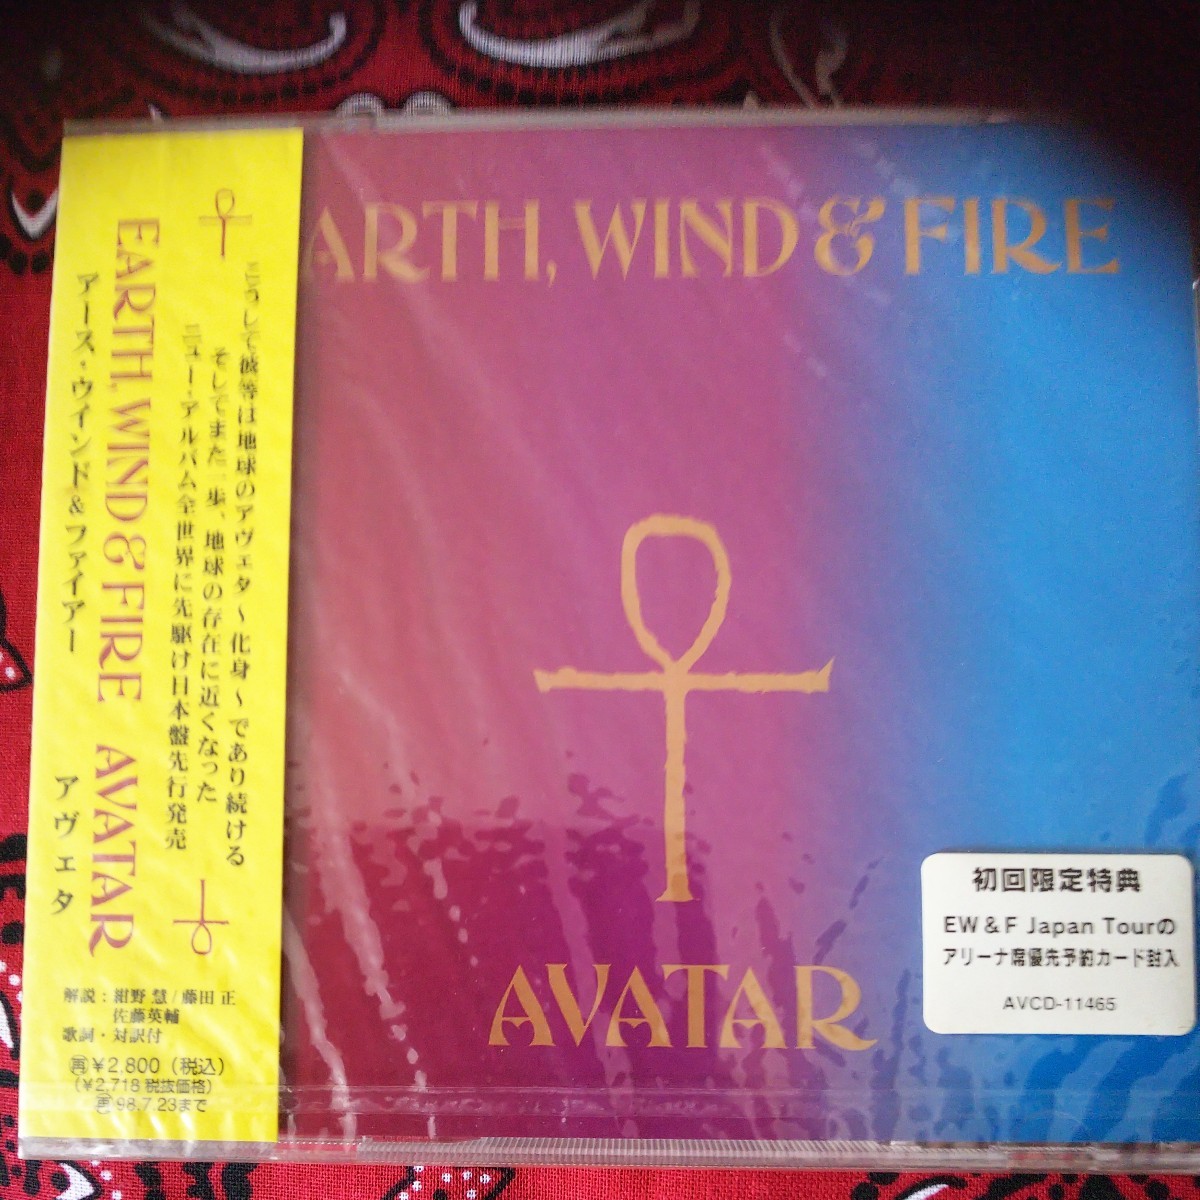 EARTH, WIND & FIRE AVATAR
アース・ウインド&ファイアー アヴェタ
こうして彼等は地球のアヴェタ～化身～であり続ける
そしてまた一歩、地球の存在に近くなった
ニュー・アルバム全世界に先駆け日本盤先行発売
解説:紺野 慧/藤田 正
佐藤英輔
歌詞・対訳付
再¥2,800(税込)
(¥2,718 税抜価格)
再98.7.23まで
ARTH, WIND & FIRE
AVATAR
初回限定特典
EW&F Japan Tourの
アリーナ席優先予約カード封入
AVCD-11465